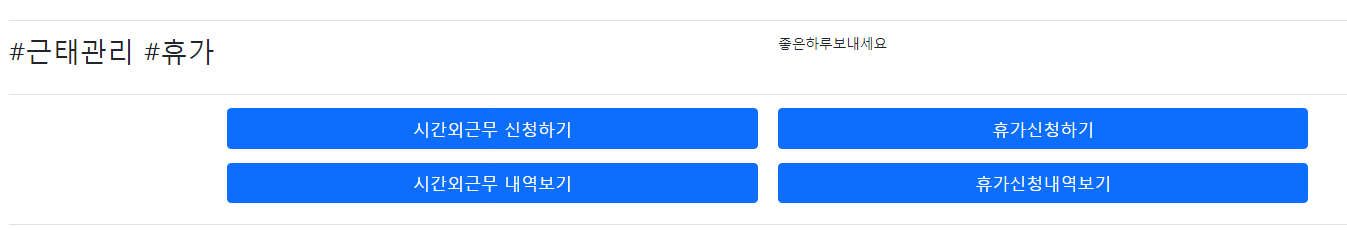 #근태관리 #휴가
좋은하루보내세요
시간외근무 신청하기
휴가신청하기
시간외근무 내역보기
휴가신청내역보기